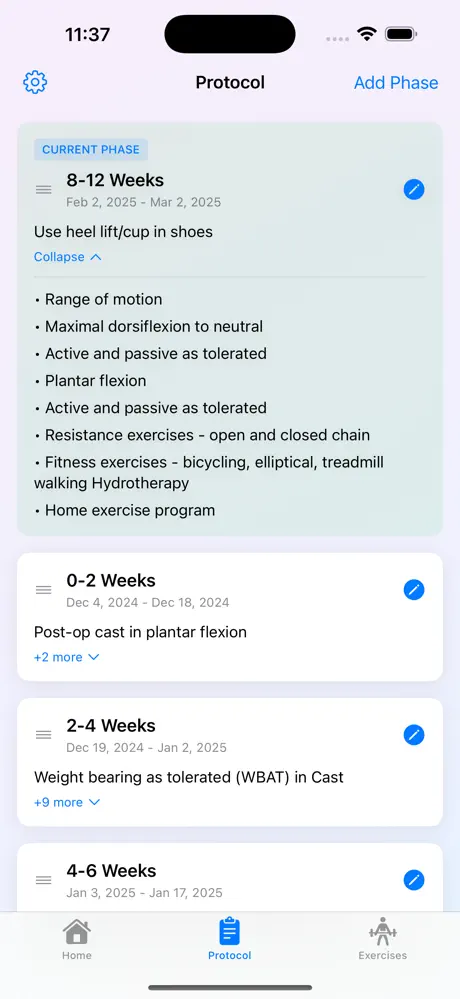 11:37
Protocol
Add Phase
CURRENT PHASE
8-12 Weeks
Feb 2, 2025 - Mar 2, 2025
Use heel lift/cup in shoes
Collapse
• Range of motion
• Maximal dorsiflexion to neutral
• Active and passive as tolerated
• Plantar flexion
• Active and passive as tolerated
• Resistance exercises - open and closed chain
• Fitness exercises - bicycling, elliptical, treadmill
walking Hydrotherapy
• Home exercise program
0-2 Weeks
Dec 4, 2024 - Dec 18, 2024
Post-op cast in plantar flexion
+2 more
2-4 Weeks
Dec 19, 2024 - Jan 2, 2025
Weight bearing as tolerated (WBAT) in Cast
+9 more
4-6 Weeks
Jan 3, 2025 - Jan 17, 2025
Home
Protocol
Exercises